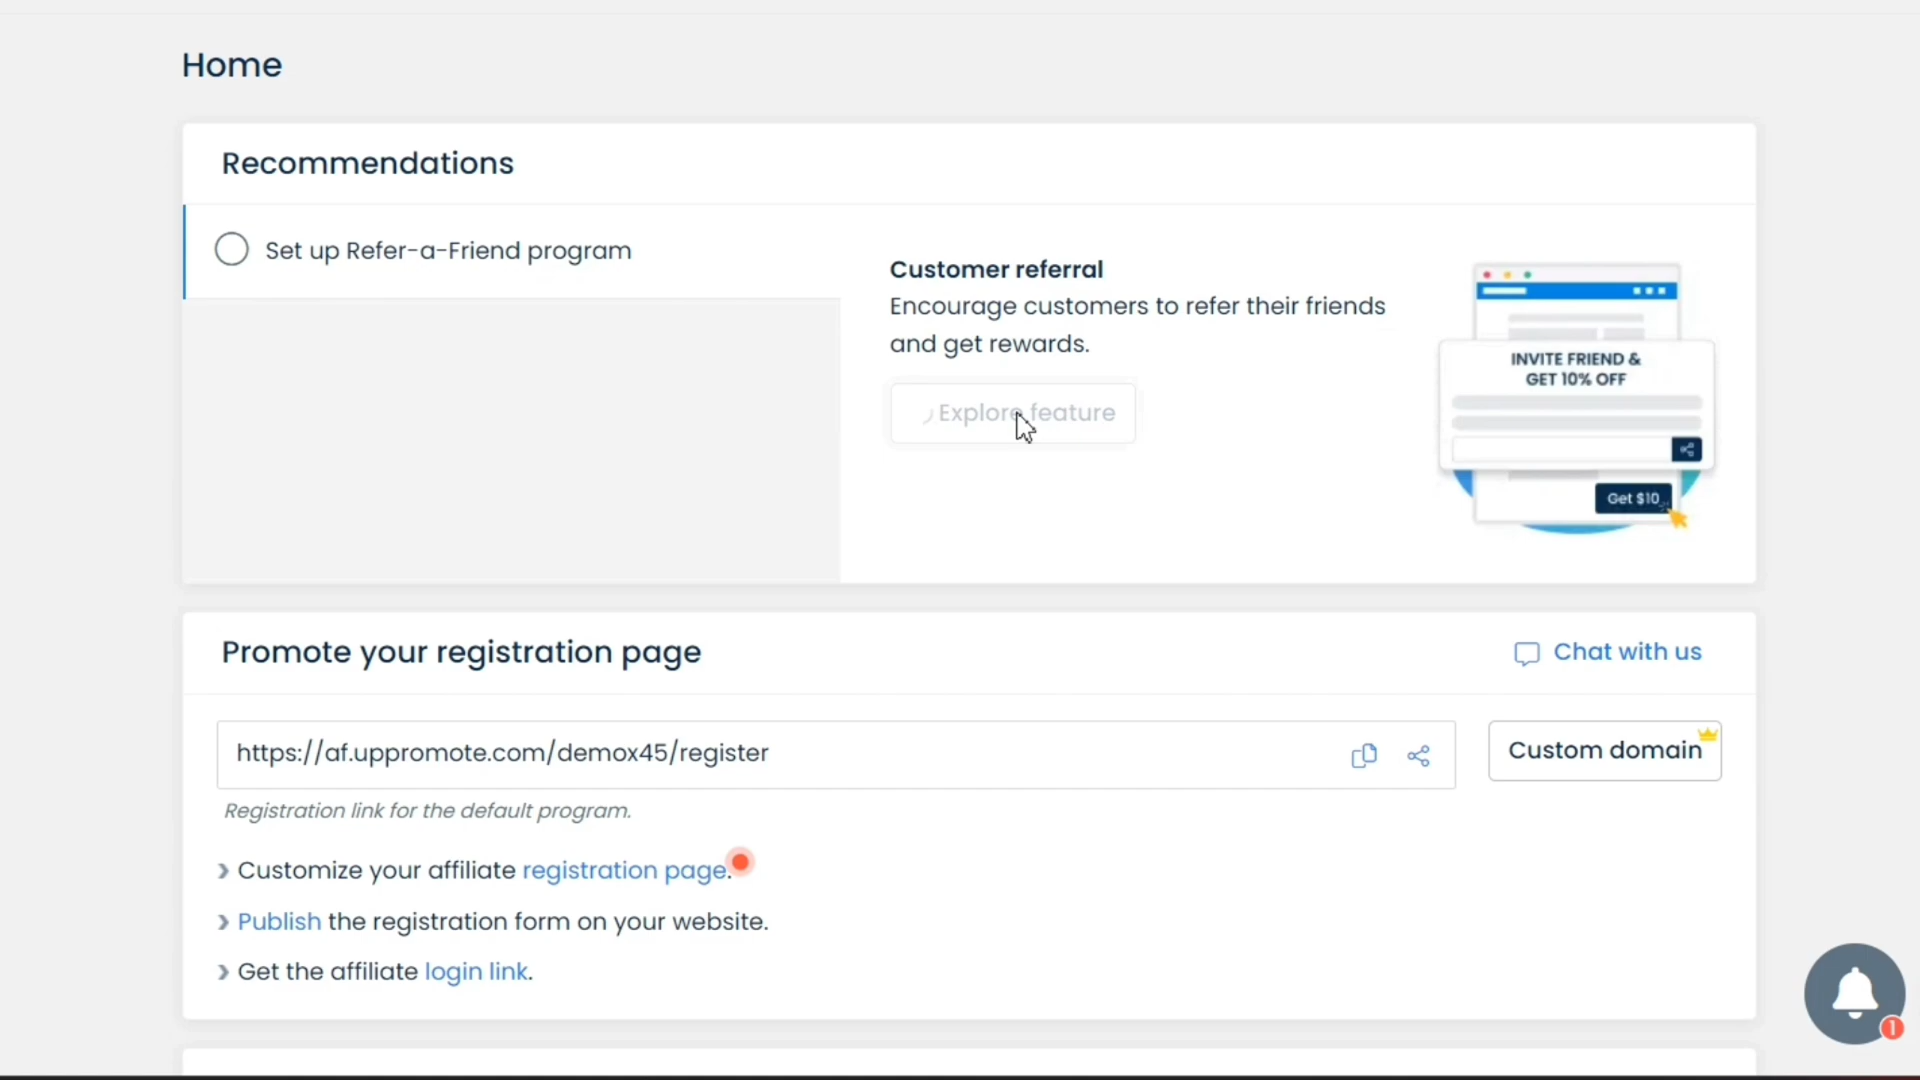 Home
Recommendations
Set up Refer-a-Friend program
Customer referral
Encourage customers to refer their friends
and get rewards.
Explore feature
INVITE FRIEND &
GET 10% OFF
Get $10
Promote your registration page
Chat with us
https://af.uppromote.com/demox45/register
Custom domain
Registration link for the default program.
Customize your affiliate registration page.
Publish the registration form on your website.
Get the affiliate login link.
1